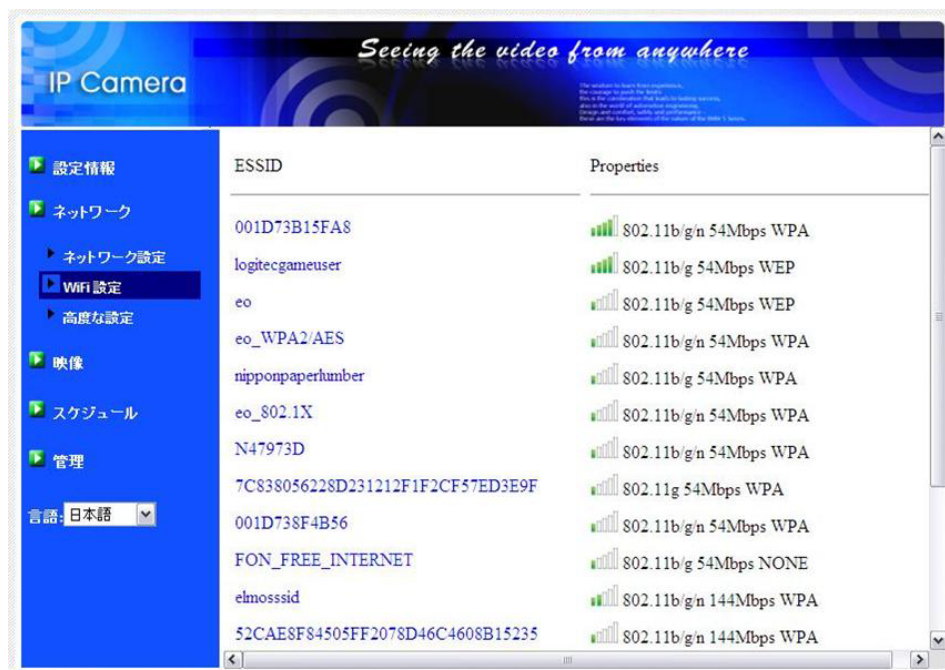 Seeing the video from anywhere
IP Camera
設定情報
ネットワーク
ネットワーク設定
WiFi 設定
高度な設定
映像
スケジュール
管理
言語: 日本語
ESSID Properties
001D73B15FA8 802.11b/g/n 54Mbps WPA
logitecgameuser 802.11b/g 54Mbps WEP
eo 802.11b/g 54Mbps WEP
eo_WPA2/AES 802.11b/g/n 54Mbps WPA
nipponpaperlumber 802.11b/g 54Mbps WPA
eo_802.1X 802.11b/g/n 54Mbps WPA
N47973D 802.11b/g/n 54Mbps WPA
7C838056228D231212F1F2CF57ED3E9F 802.11g 54Mbps WPA
001D738F4B56 802.11b/g/n 54Mbps WPA
FON_FREE_INTERNET 802.11b/g 54Mbps NONE
elmosssid 802.11b/g/n 144Mbps WPA
52CAE8F84505FF2078D46C4608B15235 802.11b/g/n 144Mbps WPA